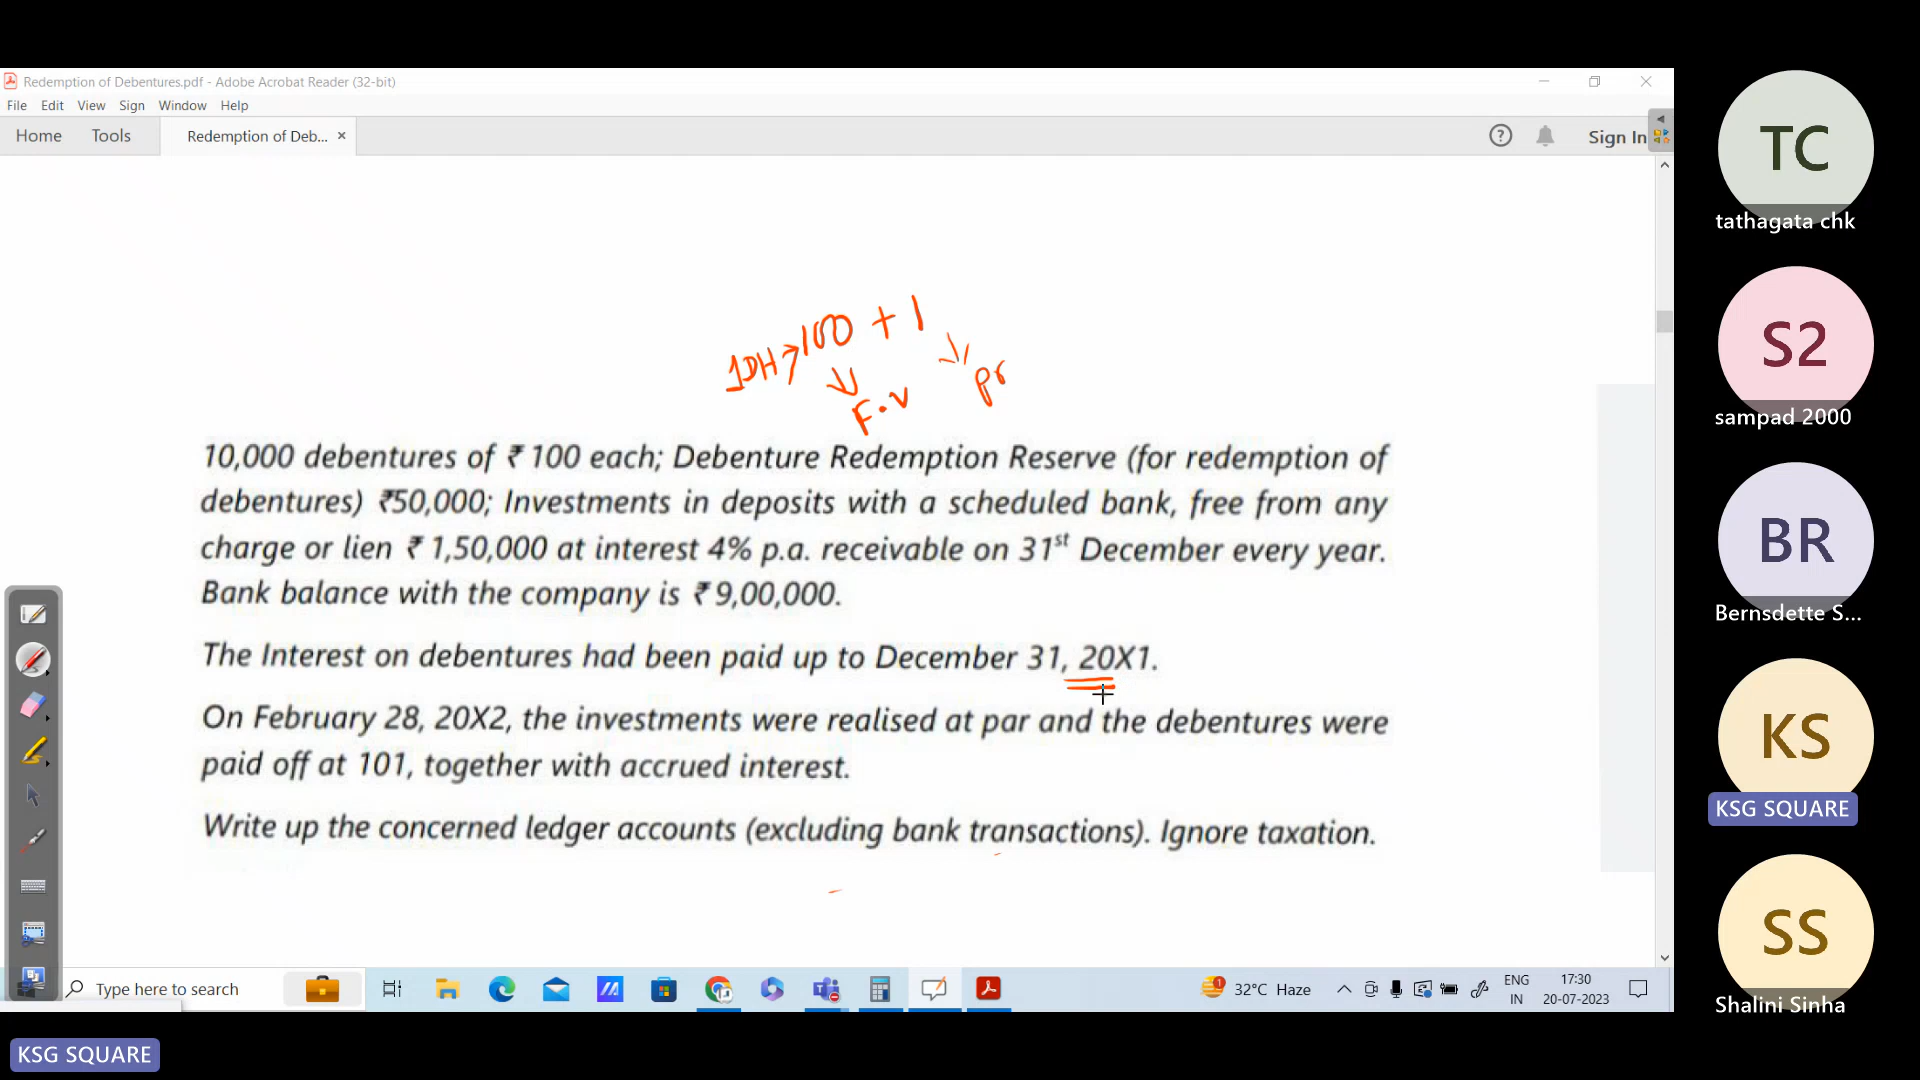 Redemption of Debentures.pdf - Adobe Acrobat Reader (32-bit)
File Edit View Sign Window Help
Home Tools Redemption of Deb... × Sign In
1DH → 100 + 1
F.v pr
10,000 debentures of ₹ 100 each; Debenture Redemption Reserve (for redemption of
debentures) ₹50,000; Investments in deposits with a scheduled bank, free from any
charge or lien ₹ 1,50,000 at interest 4% p.a. receivable on 31st December every year.
Bank balance with the company is ₹ 9,00,000.
The Interest on debentures had been paid up to December 31, 20X1.
On February 28, 20X2, the investments were realised at par and the debentures were
paid off at 101, together with accrued interest.
Write up the concerned ledger accounts (excluding bank transactions). Ignore taxation.
Type here to search
32°C Haze
ENG
IN
17:30
20-07-2023
TC
tathagata chk
S2
sampad 2000
BR
Bernsdette S...
KS
KSG SQUARE
SS
Shalini Sinha
KSG SQUARE